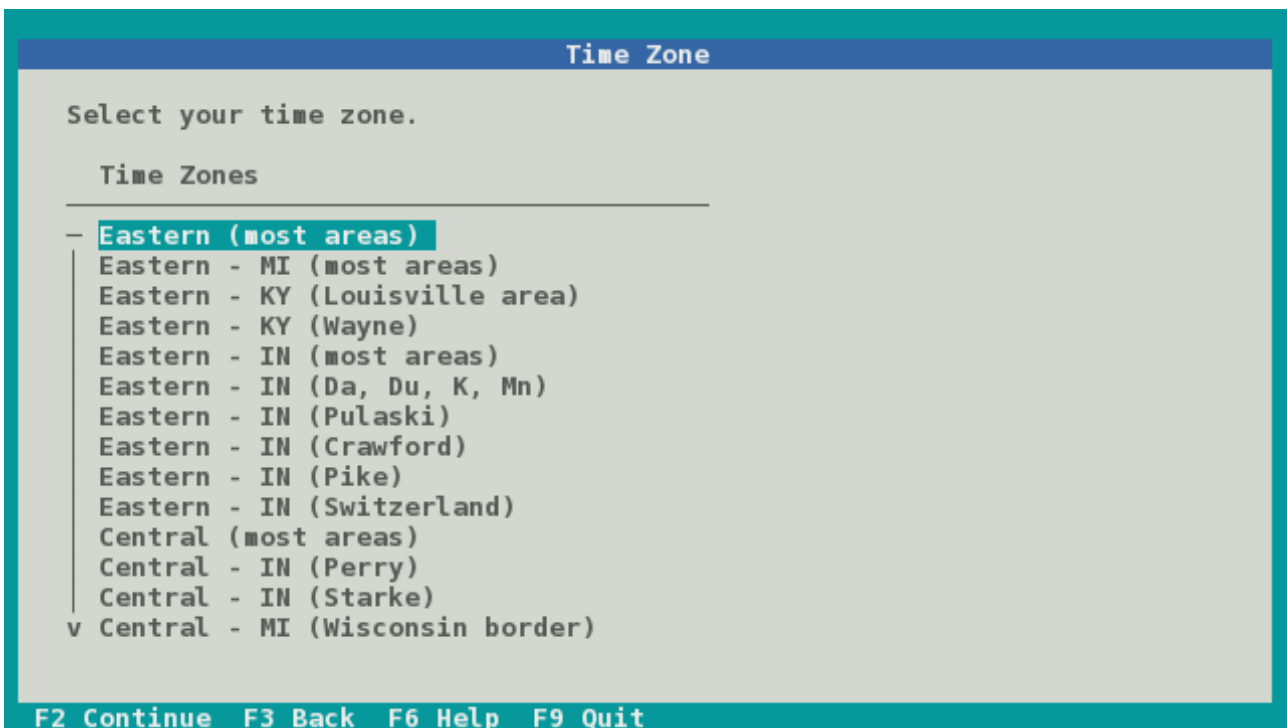 Time Zone
Select your time zone.
Time Zones
Eastern (most areas)
Eastern - MI (most areas)
Eastern - KY (Louisville area)
Eastern - KY (Wayne)
Eastern - IN (most areas)
Eastern - IN (Da, Du, K, Mn)
Eastern - IN (Pulaski)
Eastern - IN (Crawford)
Eastern - IN (Pike)
Eastern - IN (Switzerland)
Central (most areas)
Central - IN (Perry)
Central - IN (Starke)
v Central - MI (Wisconsin border)
F2 Continue F3 Back F6 Help F9 Quit